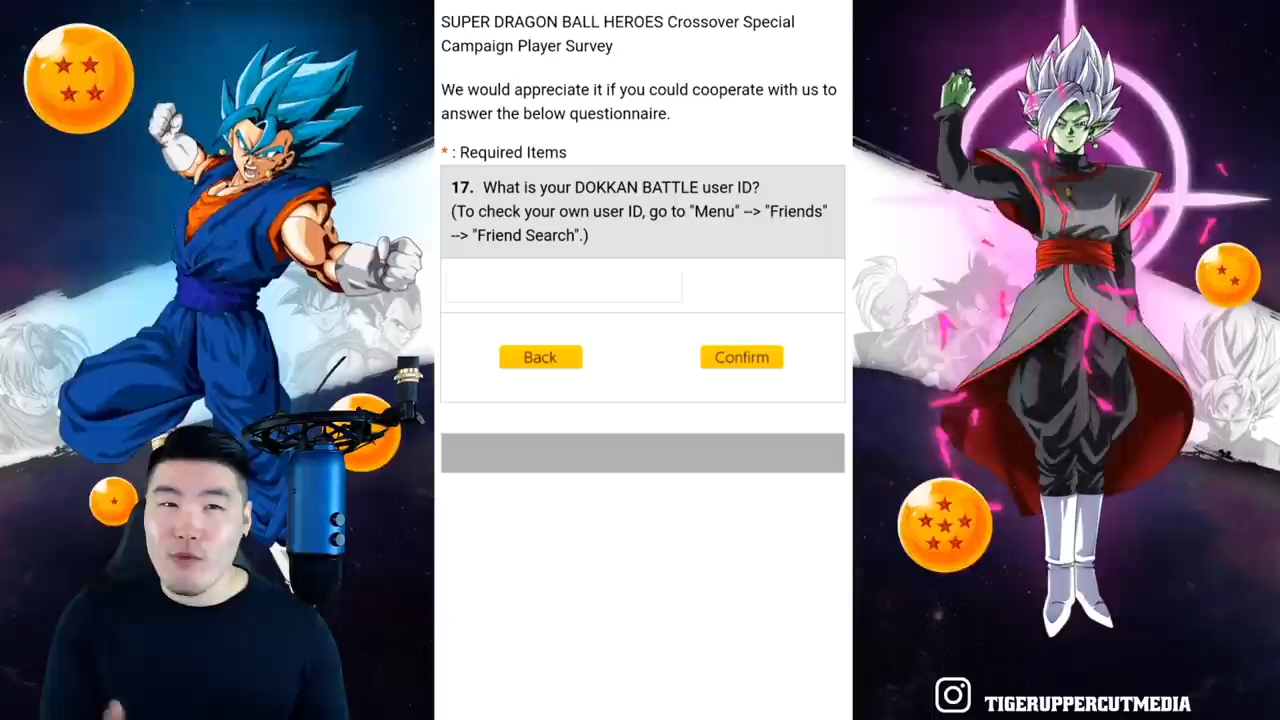 SUPER DRAGON BALL HEROES Crossover Special
Campaign Player Survey
We would appreciate it if you could cooperate with us to
answer the below questionnaire.
* : Required Items
17. What is your DOKKAN BATTLE user ID?
(To check your own user ID, go to "Menu" --> "Friends"
--> "Friend Search".)
Back
Confirm
TIGERUPPERCUTMEDIA